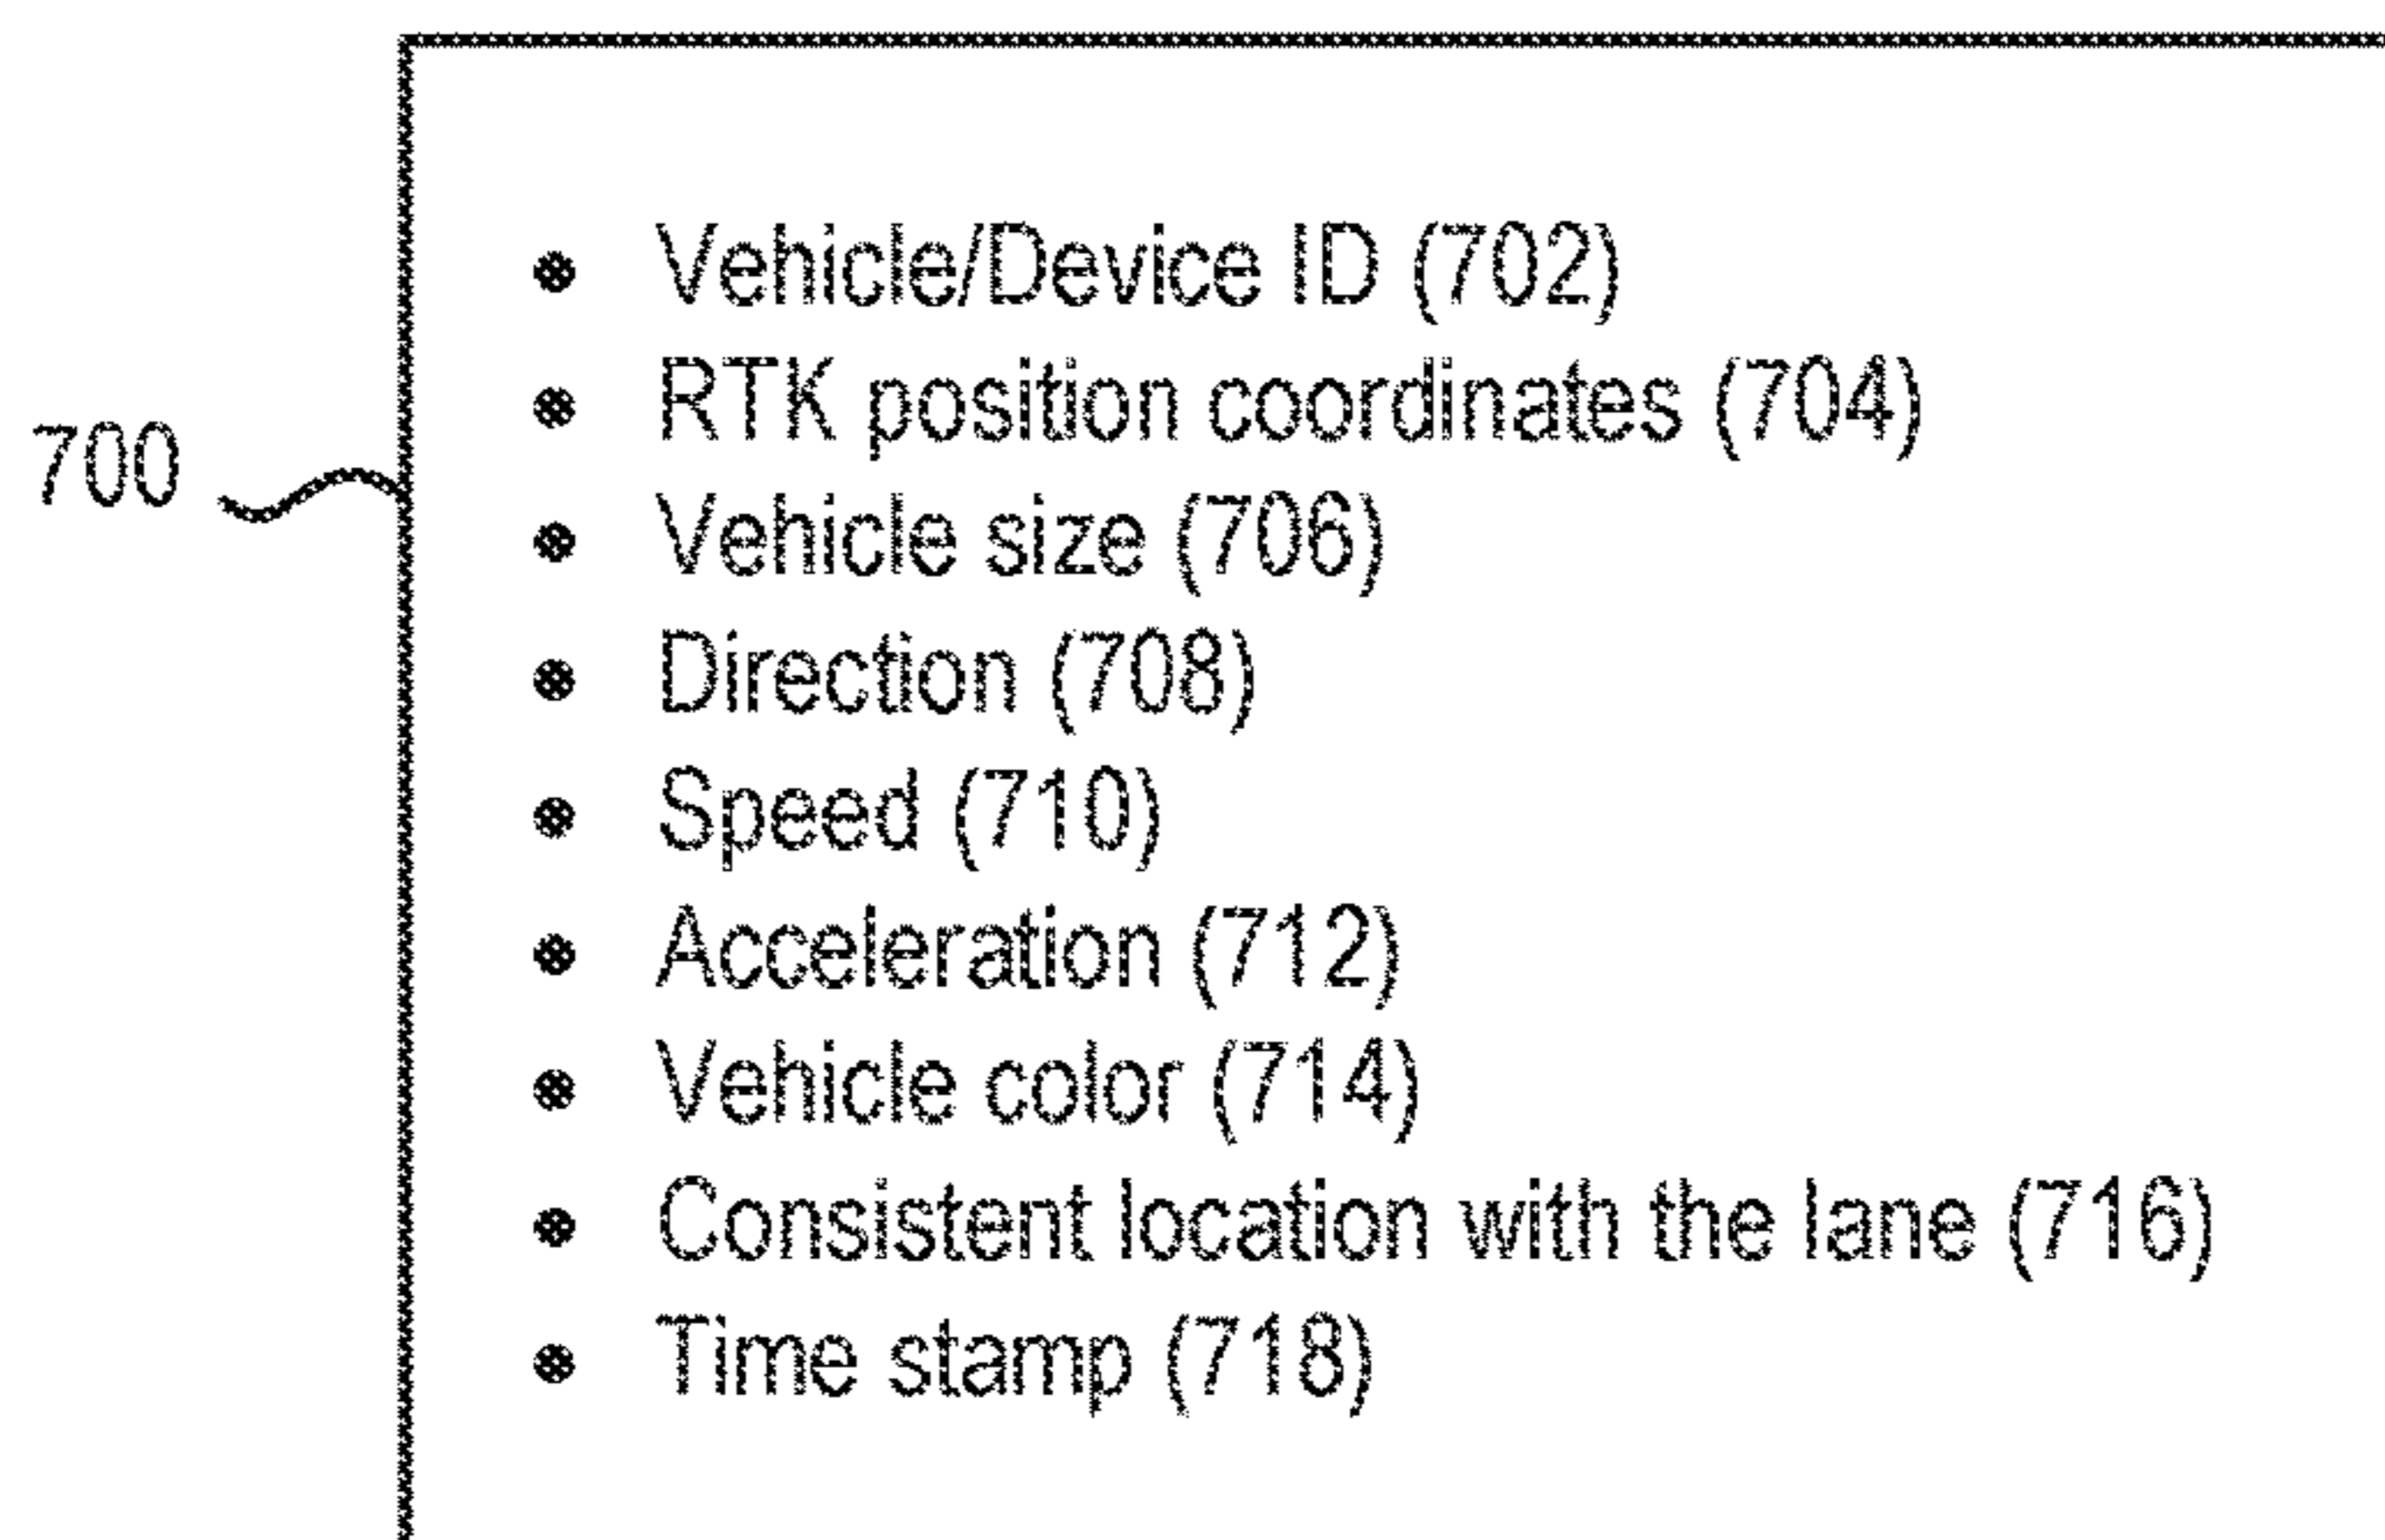 • Vehicle/Device ID (702)
• RTK position coordinates (704)
700
• Vehicle size (706)
• Direction (708)
• Speed (710)
• Acceleration (712)
• Vehicle color (714)
• Consistent location with the lane (716)
• Time stamp (718)